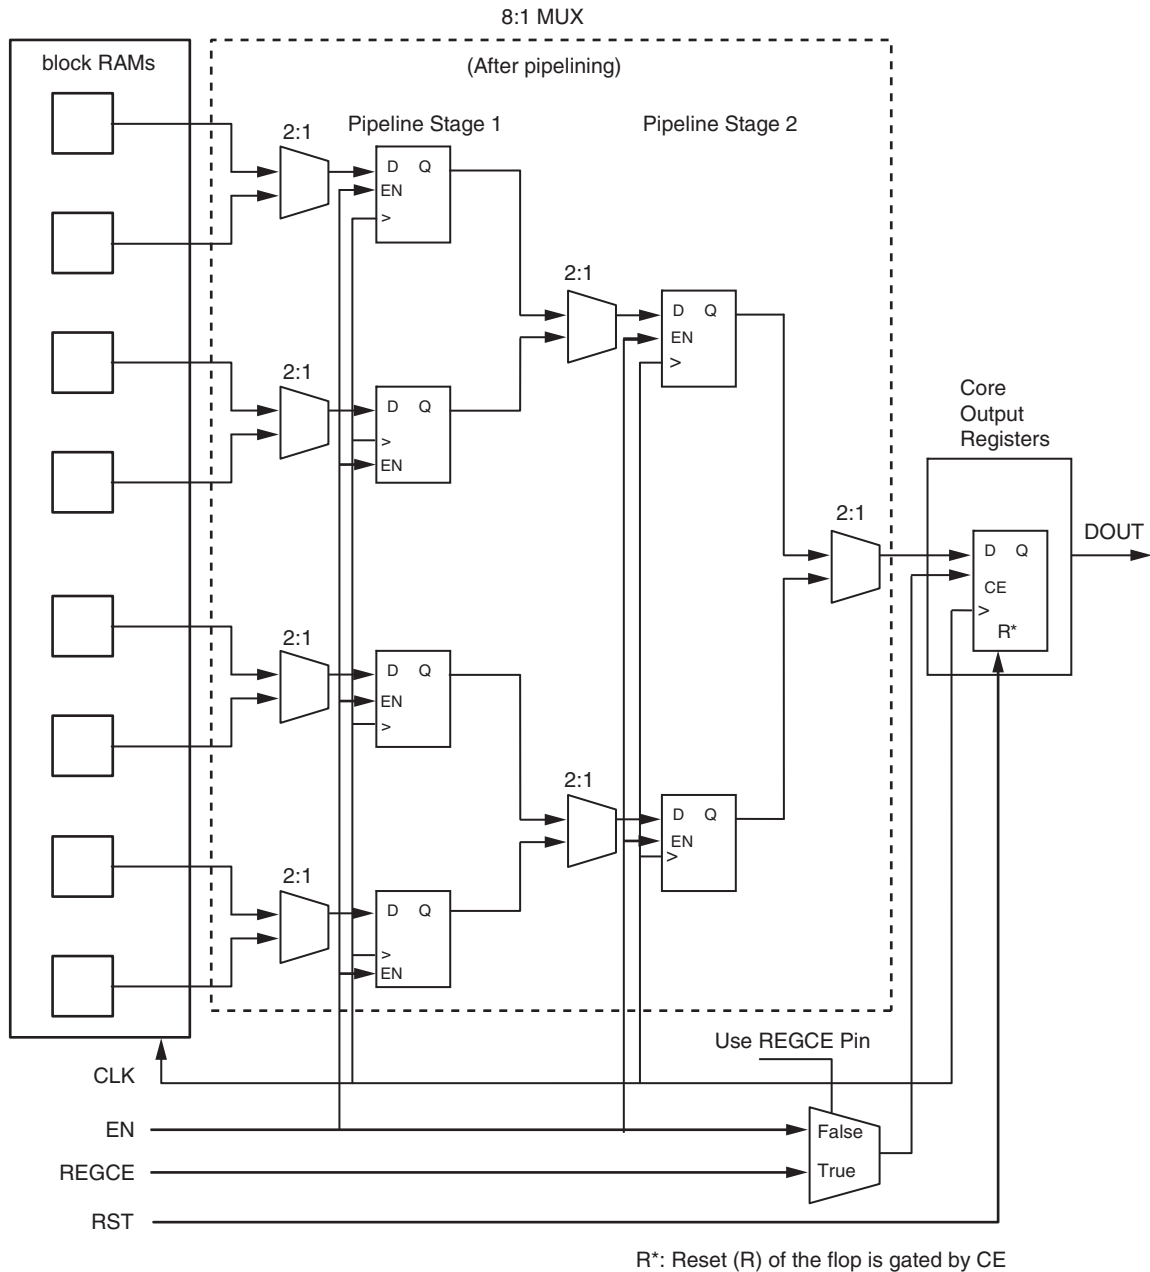 8:1 MUX
block RAMs
(After pipelining)
Pipeline Stage 1
Pipeline Stage 2
2:1
D Q
EN
>
2:1
D Q
EN
>
2:1
D Q
>
EN
Core
Output
Registers
2:1
DOUT
D Q
CE
>
R*
2:1
D Q
EN
>
2:1
D Q
EN
>
2:1
D Q
>
EN
Use REGCE Pin
CLK
EN
False
REGCE
True
RST
R*: Reset (R) of the flop is gated by CE